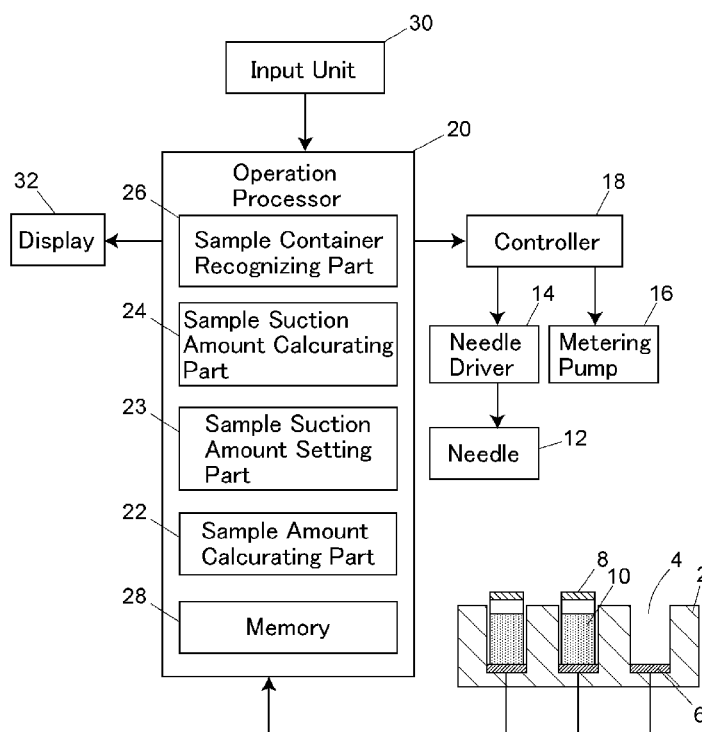 30
Input Unit
20
Operation
Processor
32
Display
26
Sample Container
Recognizing Part
18
Controller
24
Sample Suction
Amount Calcurating
Part
14
Needle
Driver
16
Metering
Pump
23
Sample Suction
Amount Setting
Part
Needle
12
22
Sample Amount
Calcurating Part
8
10
4
2
28
Memory
6